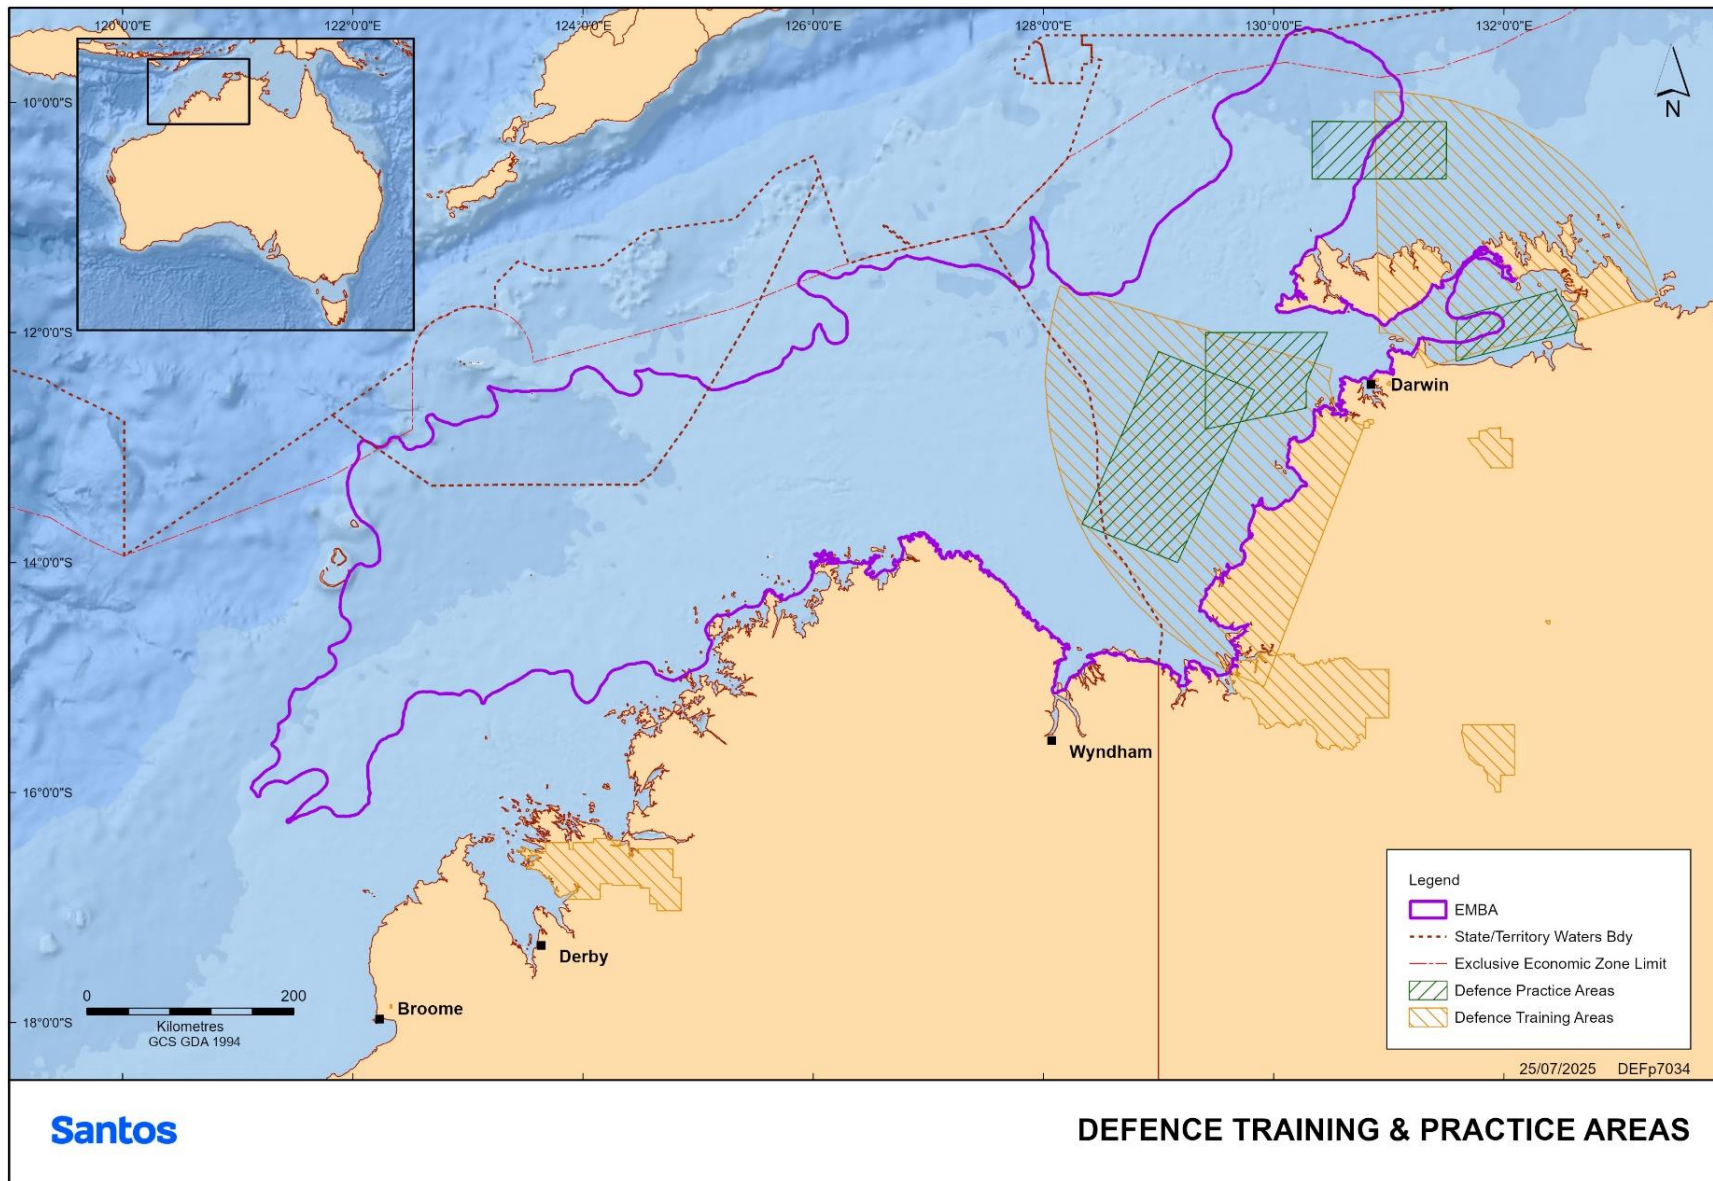 120°0'0"E 122°0'0"E 124°0'0"E 126°0'0"E 128°0'0"E 130°0'0"E 132°0'0"E
N
10°0'0"S
12°0'0"S
Darwin
14°0'0"S
Wyndham
16°0'0"S
Derby
Broome
18°0'0"S
0 200
Kilometres
GCS GDA 1994
Legend
EMBA
State/Territory Waters Bdy
Exclusive Economic Zone Limit
Defence Practice Areas
Defence Training Areas
25/07/2025 DEFp7034
Santos
DEFENCE TRAINING & PRACTICE AREAS